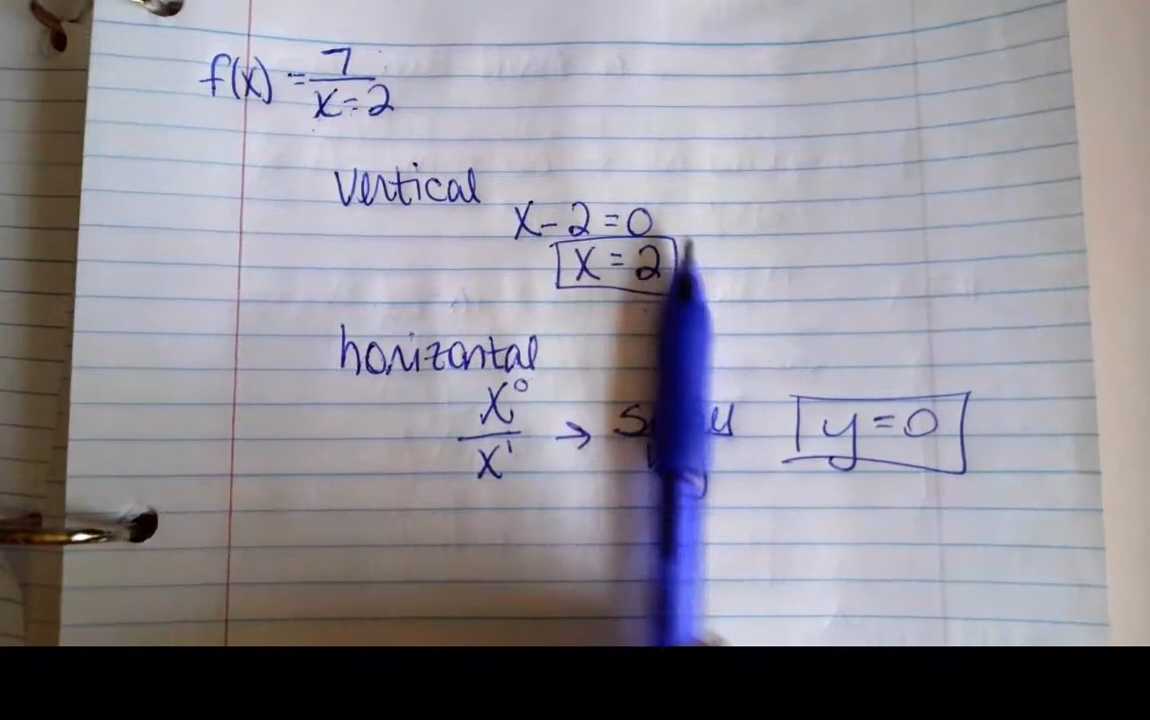 f(x) = 7/(x-2)
vertical
x-2=0
x=2
horizontal
x⁰/x¹ → y=0